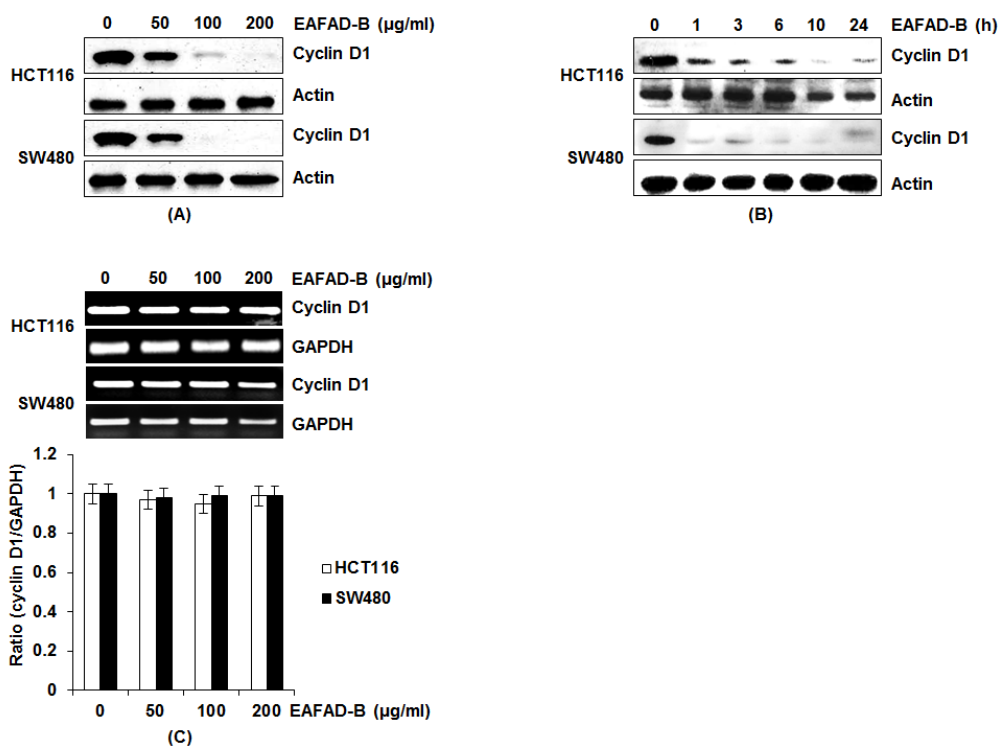 0 50 100 200 EAFAD-B (µg/ml)
HCT116
Cyclin D1
Actin
SW480
Cyclin D1
Actin
(A)
0 1 3 6 10 24 EAFAD-B (h)
HCT116
Cyclin D1
Actin
SW480
Cyclin D1
Actin
(B)
0 50 100 200 EAFAD-B (µg/ml)
HCT116
Cyclin D1
GAPDH
SW480
Cyclin D1
GAPDH
Ratio (cyclin D1/GAPDH)
1.2
1
0.8
0.6
0.4
0.2
0
HCT116
SW480
0 50 100 200 EAFAD-B (µg/ml)
(C)